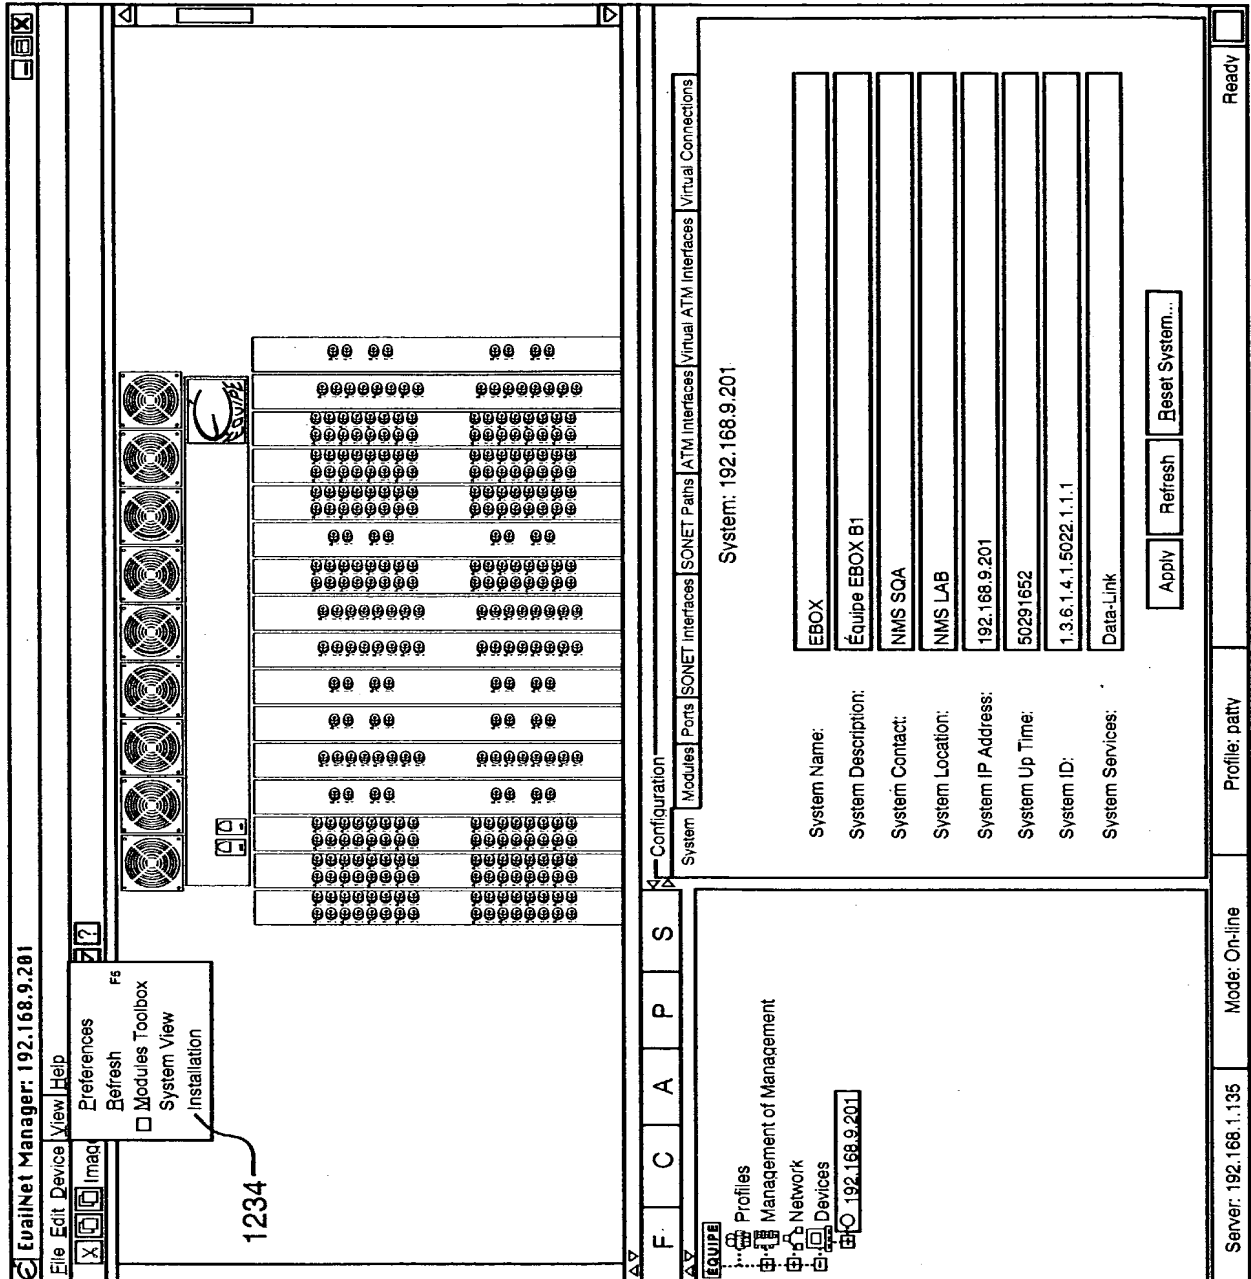 EvailNet Manager: 192.168.9.201
File Edit Device View Help
Imag
?
Preferences
Refresh F5
Modules Toolbox
System View
Installation
1234
EQUIPE
F C A P S
EQUIPE
Profiles
Management of Management
Network
Devices
192.168.9.201
Configuration
System Modules Ports SONET Interfaces SONET Paths ATM Interfaces Virtual ATM Interfaces Virtual Connections
System: 192.168.9.201
System Name: EBOX
System Description: Équipe EBOX B1
System Contact: NMS SQA
System Location: NMS LAB
System IP Address: 192.168.9.201
System Up Time: 50291652
System ID: 1.3.6.1.4.1.5022.1.1.1
System Services: Data-Link
Apply Refresh Reset System...
Server: 192.168.1.135 Mode: On-line Profile: patty Ready